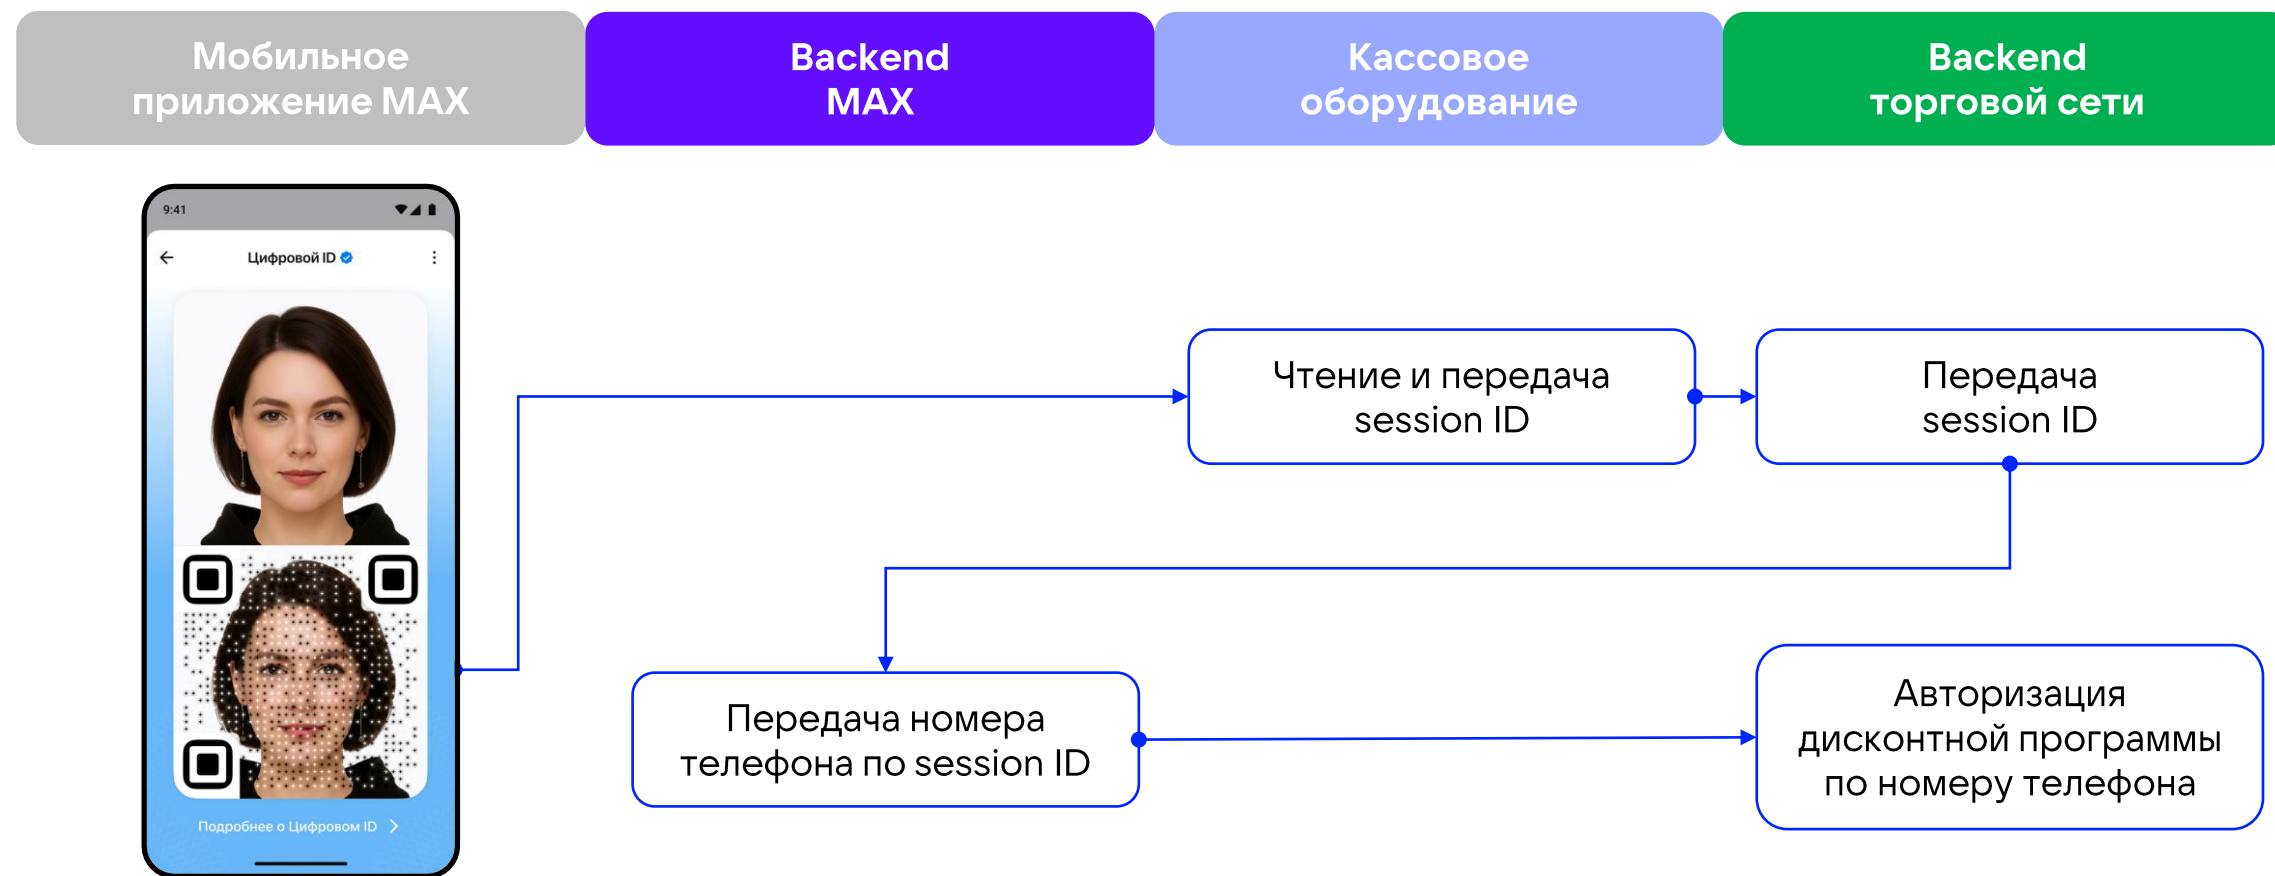 Мобильное
приложение MAX
Backend
MAX
Кассовое
оборудование
Backend
торговой сети
9:41
Цифровой ID
Подробнее о Цифровом ID
Чтение и передача
session ID
Передача
session ID
Передача номера
телефона по session ID
Авторизация
дисконтной программы
по номеру телефона